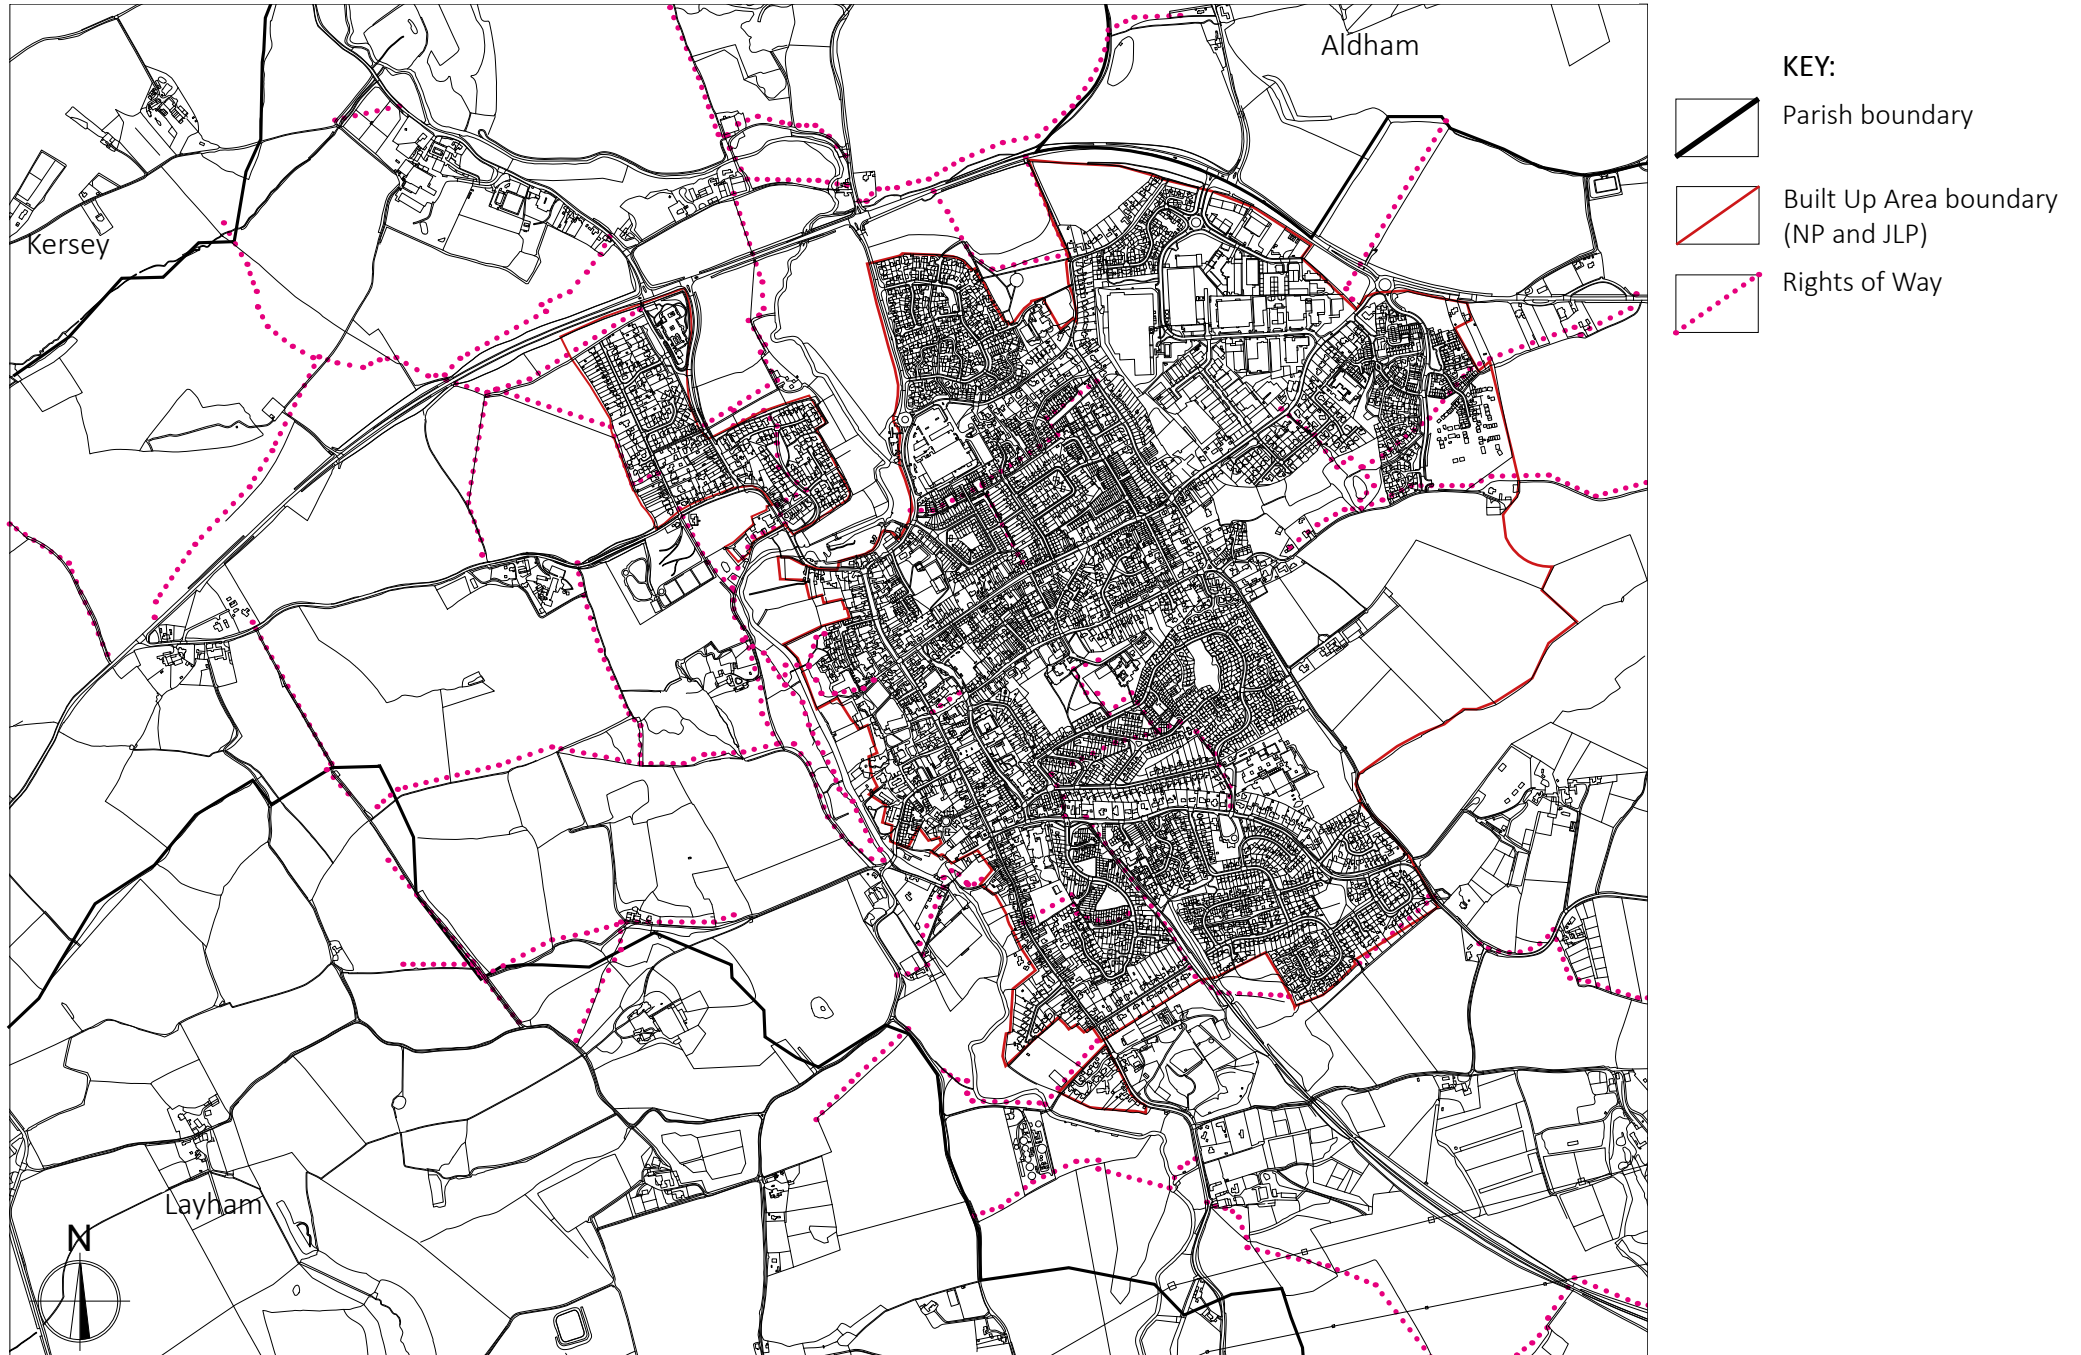 Aldham
Kersey
Layham
N
KEY:
Parish boundary
Built Up Area boundary
(NP and JLP)
Rights of Way